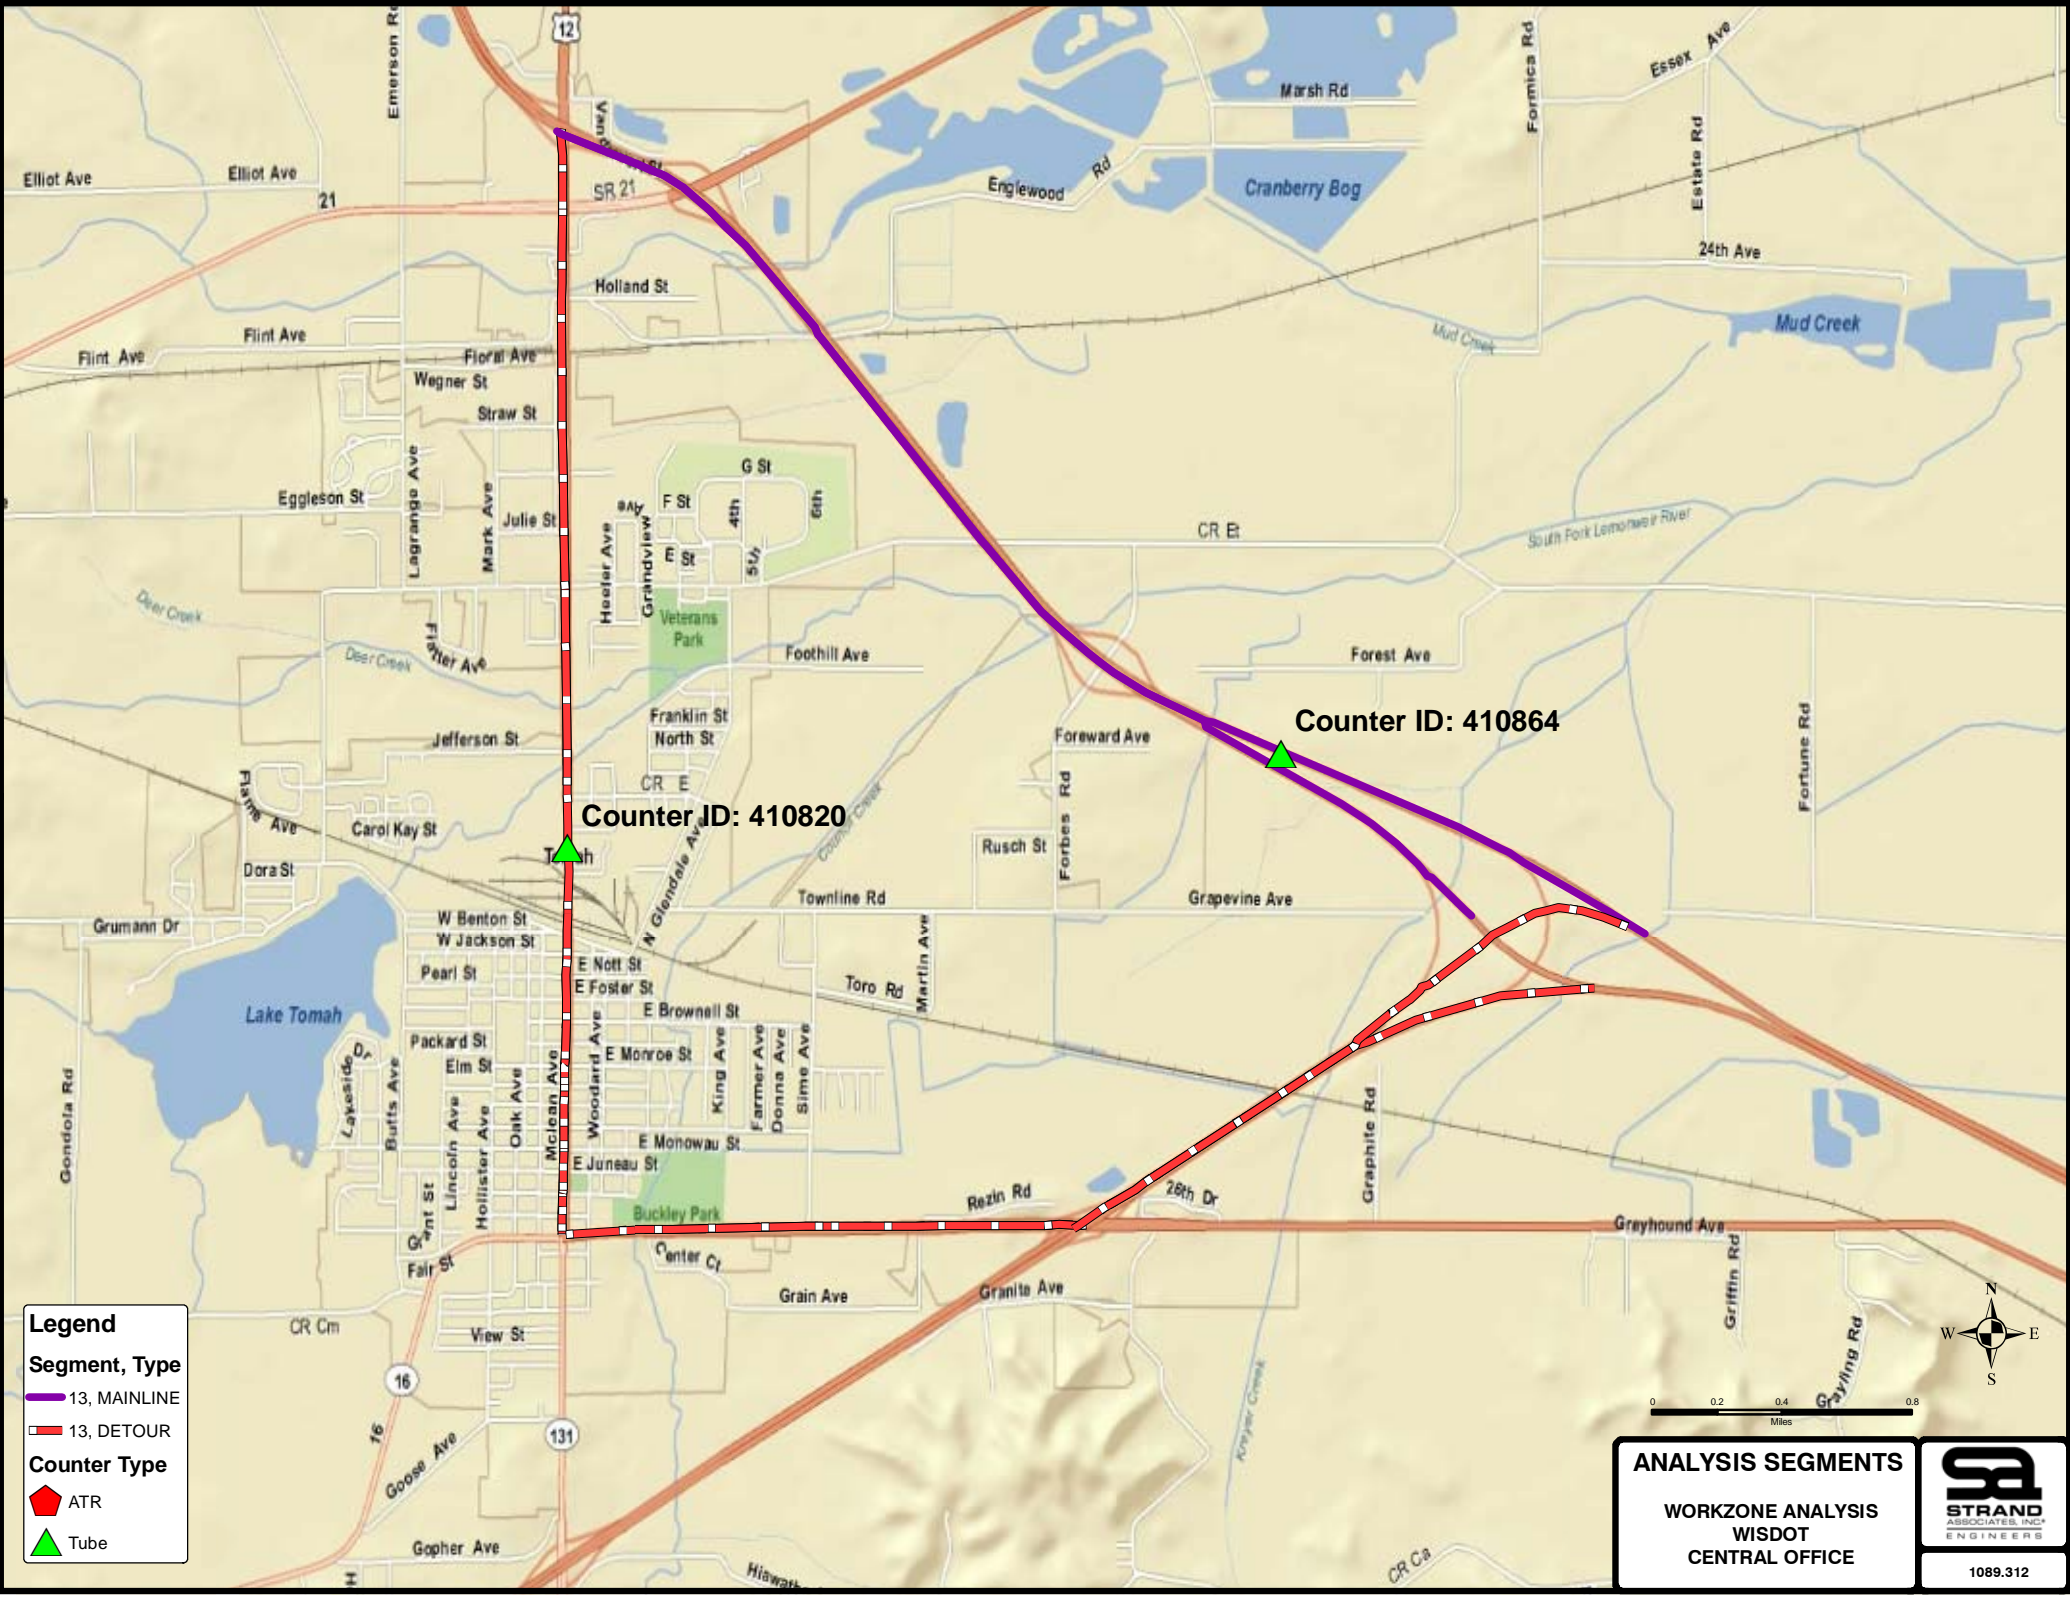 12
Emerson Rd
Formica Rd
Essex Ave
Marsh Rd
Estate Rd
Elliot Ave
Elliot Ave
21
SR 21
Englewood Rd
Cranberry Bog
24th Ave
Holland St
Mud Creek
Mud Creek
Flint Ave
Flint Ave
Floral Ave
Wegner St
Straw St
G St
F St
4th
6th
Eggleson St
Lagrange Ave
Mark Ave
Julie St
Heeler Ave
Grandview
Ave
E St
5th
CR Et
South Fork Lemonweir River
Deer Creek
Deer Creek
Veterans
Park
Flatter Ave
Foothill Ave
Forest Ave
Franklin St
North St
Jefferson St
CR E
Foreward Ave
Counter ID: 410864
Fortune Rd
Flame Ave
Carol Kay St
Counter ID: 410820
Dora St
N Glendale Ave
Rusch St
Forbes Rd
Townline Rd
Grapevine Ave
Grumann Dr
W Benton St
W Jackson St
Pearl St
E Nott St
E Foster St
E Brownell St
Toro Rd
Martin Ave
Lake Tomah
Packard St
Elm St
E Monroe St
Lakeside Dr
Butts Ave
Gondola Rd
Lincoln Ave
Hollister Ave
Oak Ave
Mclean Ave
Woodard Ave
King Ave
Farmer Ave
Donna Ave
Sime Ave
E Monowau St
E Juneau St
Graphite Rd
Grant St
Buckley Park
Rezin Rd
26th Dr
Greyhound Ave
Fair St
Center Ct
Grain Ave
Granite Ave
Griffin Rd
Grayling Rd
CR Cm
View St
16
16
131
Goose Ave
Gopher Ave
Kreyer Creek
CR Ca
N
W
E
S
0
0.2
0.4
0.8
Miles
Legend
Segment, Type
13, MAINLINE
13, DETOUR
Counter Type
ATR
Tube
ANALYSIS SEGMENTS
WORKZONE ANALYSIS
WISDOT
CENTRAL OFFICE
sa
STRAND
ASSOCIATES, INC.®
ENGINEERS
1089.312